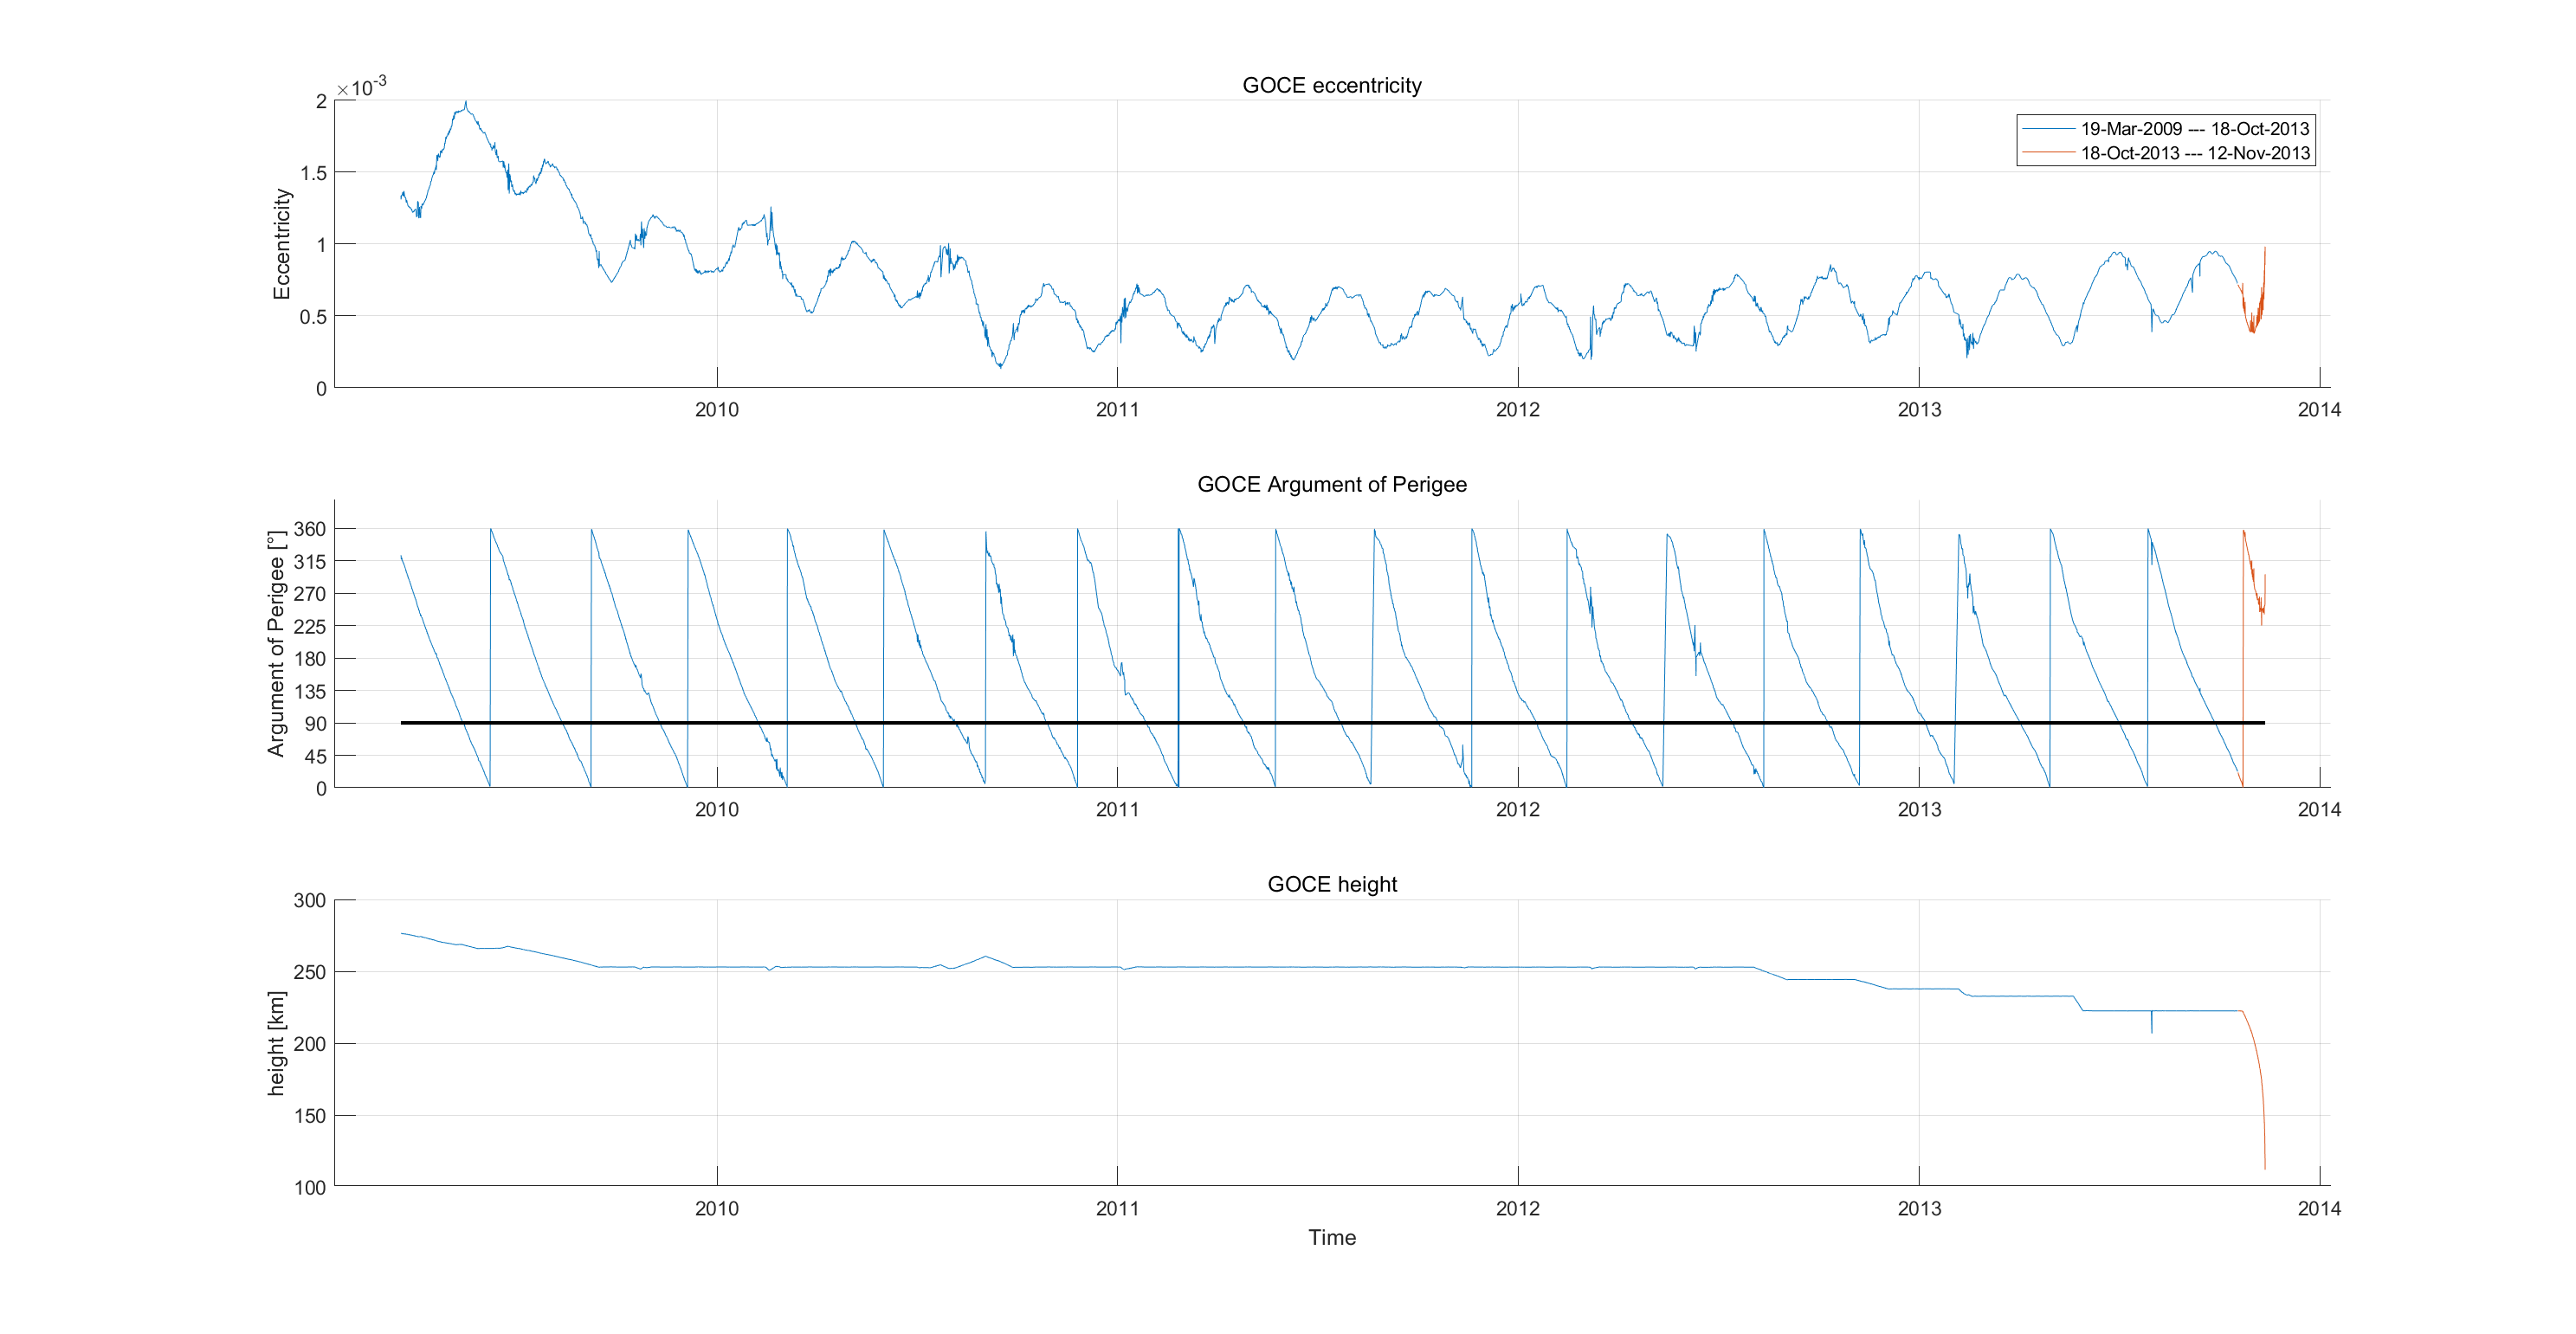 GOCE eccentricity
×10-3
2
1.5
1
0.5
0
Eccentricity
19-Mar-2009 --- 18-Oct-2013
18-Oct-2013 --- 12-Nov-2013
2010 2011 2012 2013 2014
GOCE Argument of Perigee
360
315
270
225
180
135
90
45
0
Argument of Perigee [°]
2010 2011 2012 2013 2014
GOCE height
300
250
200
150
100
height [km]
2010 2011 2012 2013 2014
Time